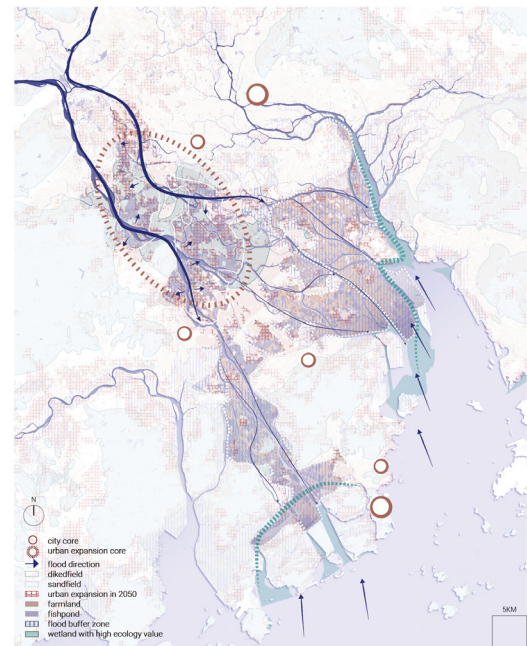 N
city core
urban expansion core
flood direction
dikedfield
sandfield
urban expansion in 2050
farmland
fishpond
flood buffer zone
wetland with high ecology value
5KM